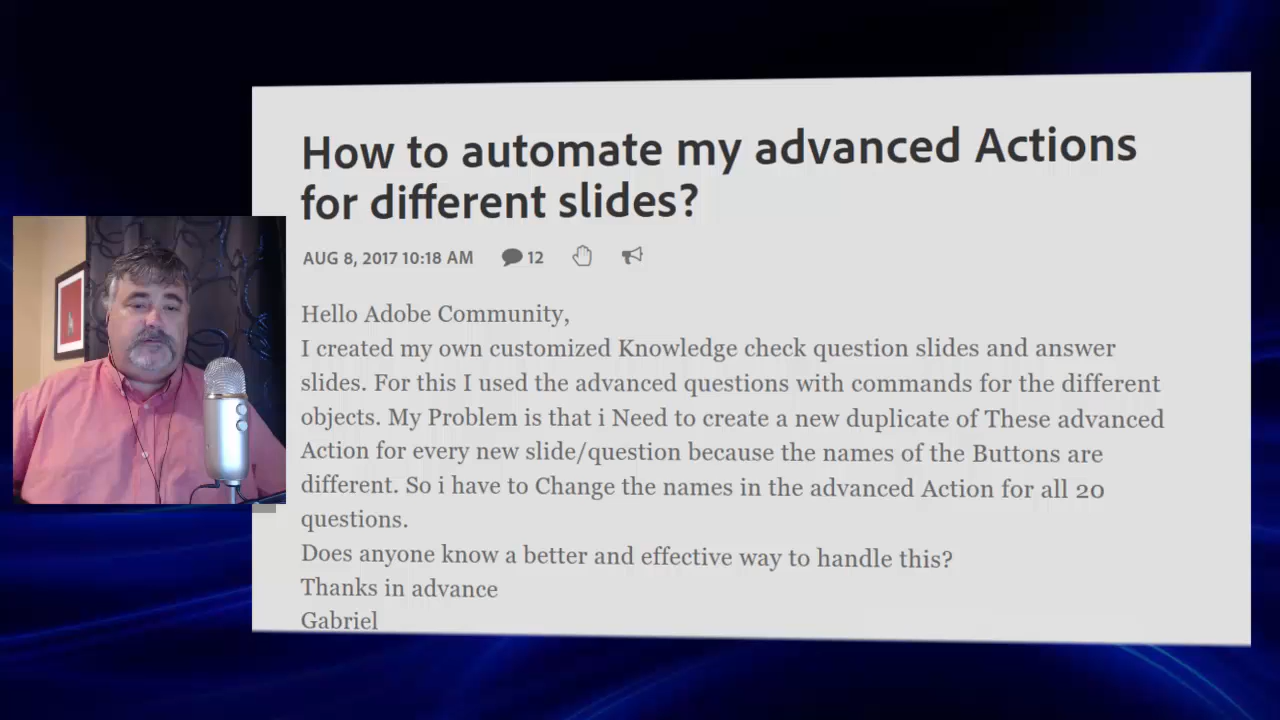 How to automate my advanced Actions
for different slides?
AUG 8, 2017 10:18 AM 12
Hello Adobe Community,
I created my own customized Knowledge check question slides and answer
slides. For this I used the advanced questions with commands for the different
objects. My Problem is that i Need to create a new duplicate of These advanced
Action for every new slide/question because the names of the Buttons are
different. So i have to Change the names in the advanced Action for all 20
questions.
Does anyone know a better and effective way to handle this?
Thanks in advance
Gabriel